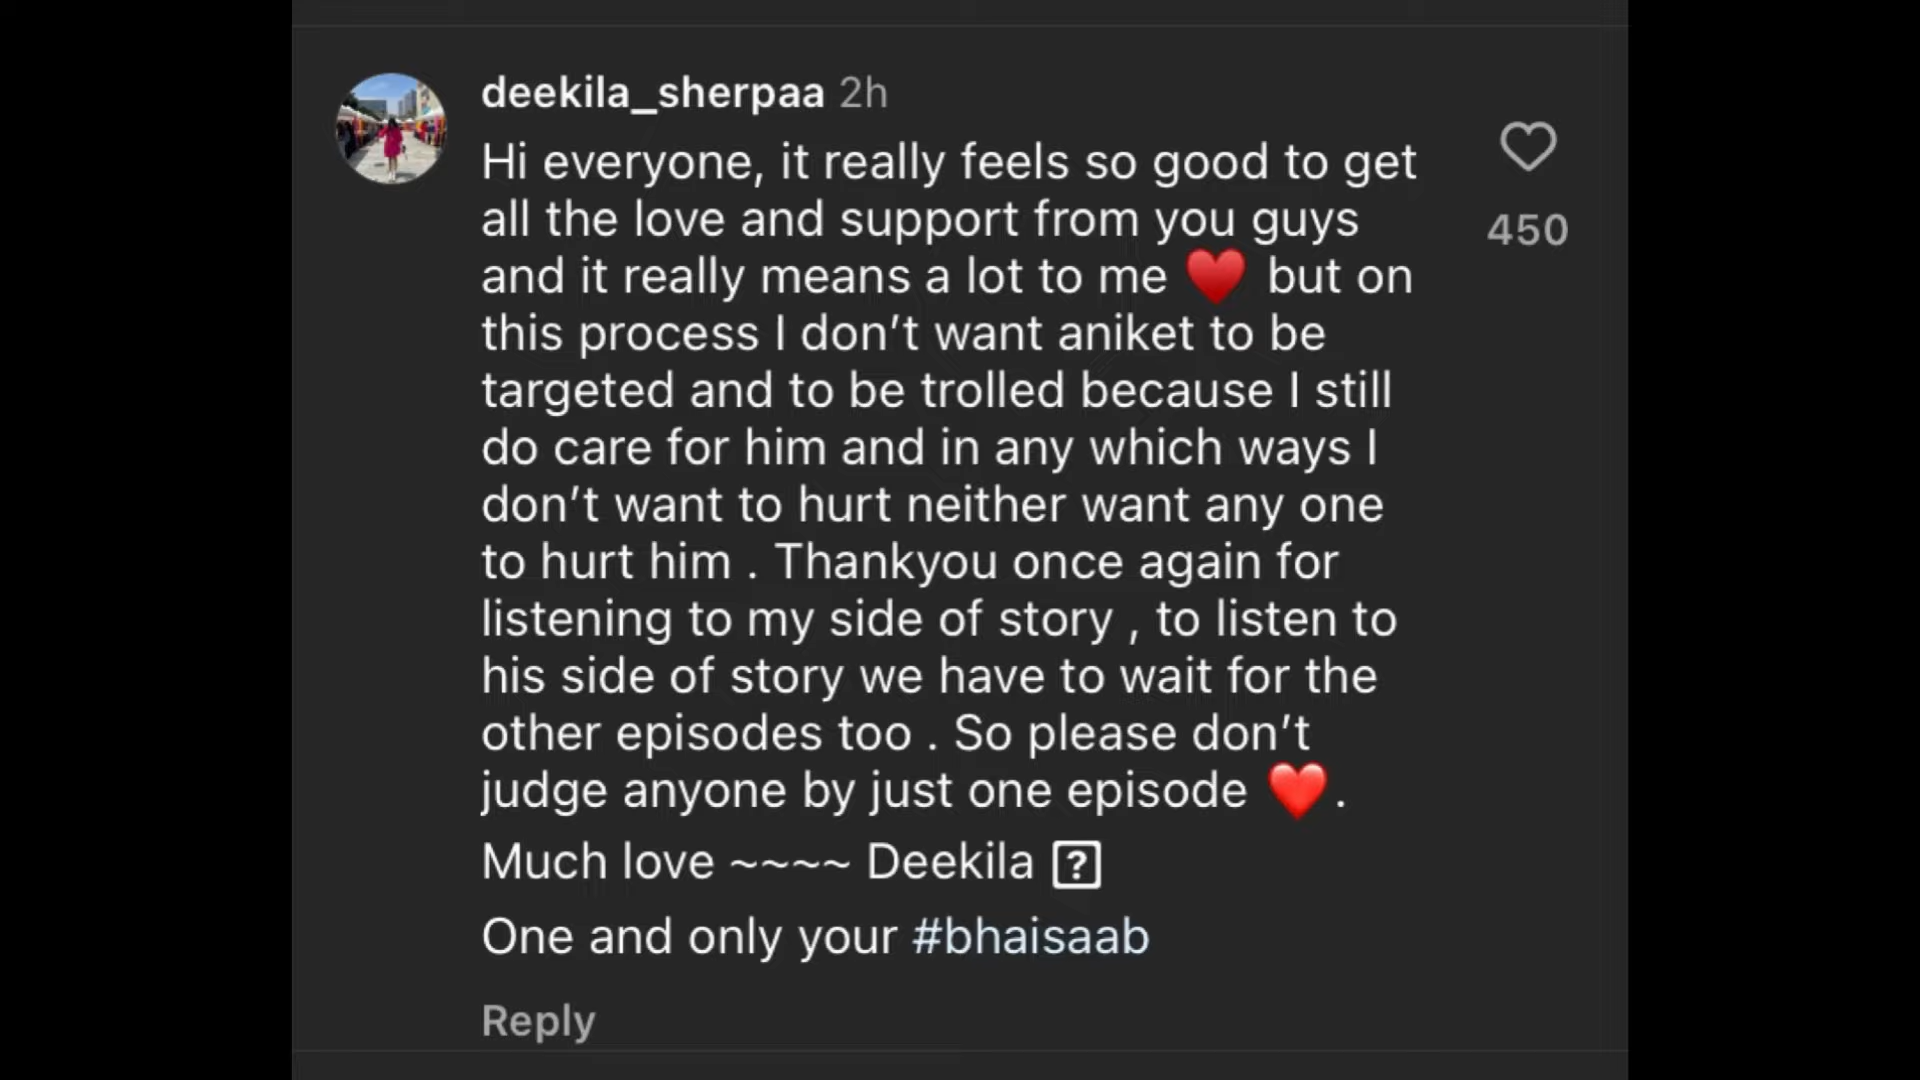 deekila_sherpaa 2h
Hi everyone, it really feels so good to get
all the love and support from you guys
and it really means a lot to me ♥️ but on
this process I don’t want aniket to be
targeted and to be trolled because I still
do care for him and in any which ways I
don’t want to hurt neither want any one
to hurt him . Thankyou once again for
listening to my side of story , to listen to
his side of story we have to wait for the
other episodes too . So please don’t
judge anyone by just one episode ❤️ .
Much love ~~~~ Deekila ⍰
One and only your #bhaisaab
450
Reply